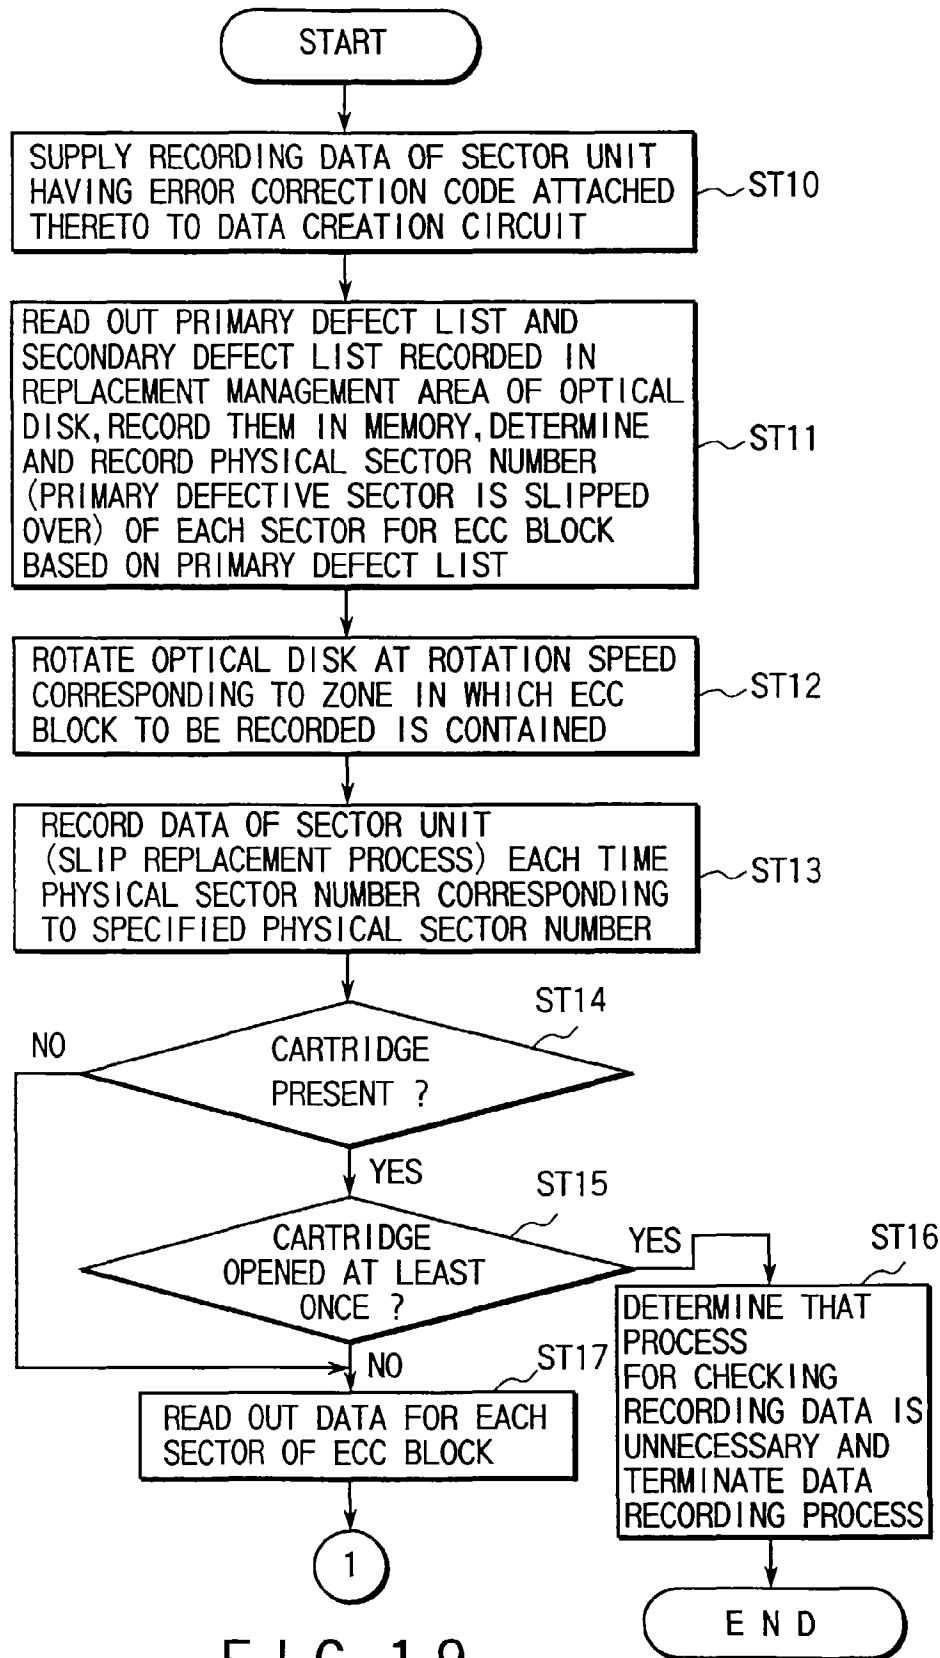 START
SUPPLY RECORDING DATA OF SECTOR UNIT
HAVING ERROR CORRECTION CODE ATTACHED
THERETO TO DATA CREATION CIRCUIT
ST10
READ OUT PRIMARY DEFECT LIST AND
SECONDARY DEFECT LIST RECORDED IN
REPLACEMENT MANAGEMENT AREA OF OPTICAL
DISK, RECORD THEM IN MEMORY, DETERMINE
AND RECORD PHYSICAL SECTOR NUMBER
(PRIMARY DEFECTIVE SECTOR IS SLIPPED
OVER) OF EACH SECTOR FOR ECC BLOCK
BASED ON PRIMARY DEFECT LIST
ST11
ROTATE OPTICAL DISK AT ROTATION SPEED
CORRESPONDING TO ZONE IN WHICH ECC
BLOCK TO BE RECORDED IS CONTAINED
ST12
RECORD DATA OF SECTOR UNIT
(SLIP REPLACEMENT PROCESS) EACH TIME
PHYSICAL SECTOR NUMBER CORRESPONDING
TO SPECIFIED PHYSICAL SECTOR NUMBER
ST13
ST14
NO
CARTRIDGE
PRESENT ?
YES
ST15
CARTRIDGE
OPENED AT LEAST
ONCE ?
YES
ST16
DETERMINE THAT
PROCESS
FOR CHECKING
RECORDING DATA IS
UNNECESSARY AND
TERMINATE DATA
RECORDING PROCESS
NO
ST17
READ OUT DATA FOR EACH
SECTOR OF ECC BLOCK
1
END